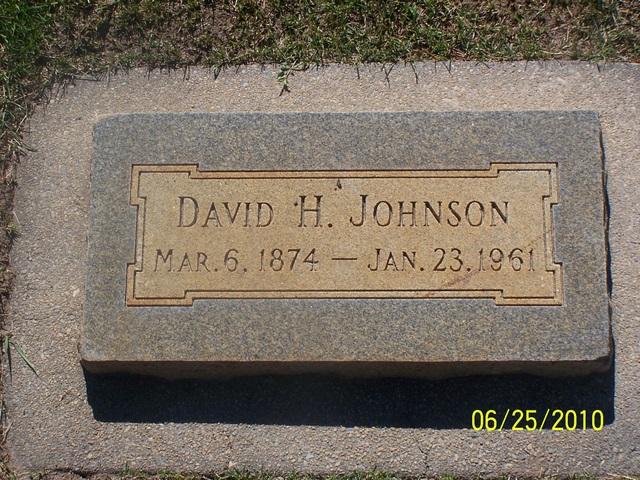 DAVID H. JOHNSON
MAR. 6, 1874 — JAN. 23, 1961
06/25/2010